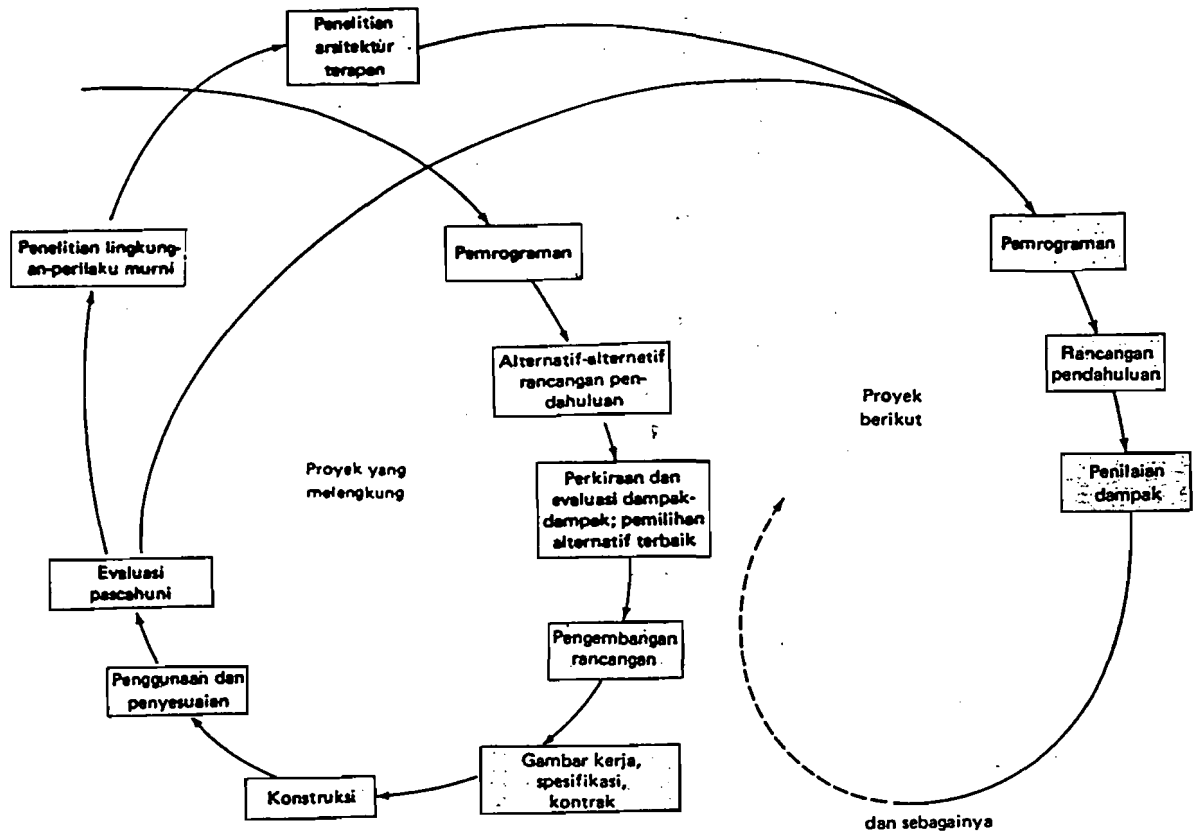 Penelitian
arsitektur
terapan
Penelitian lingkung-
an-perilaku murni
Pemrograman
Alternatif-alternetif
rancangan pen-
dahuluan
Perkiraan dan
evaluasi dampak-
dampak; pemilihan
alternatif terbaik
Pengembangan
rancangan
Gambar kerja,
spesifikasi,
kontrak
Konstruksi
Penggunaan dan
penyesuaian
Evaluasi
pascahuni
Proyek yang
melengkung
Pemrograman
Rancangan
pendahuluan
Penilaian
dampak
Proyek
berikut
dan sebagainya